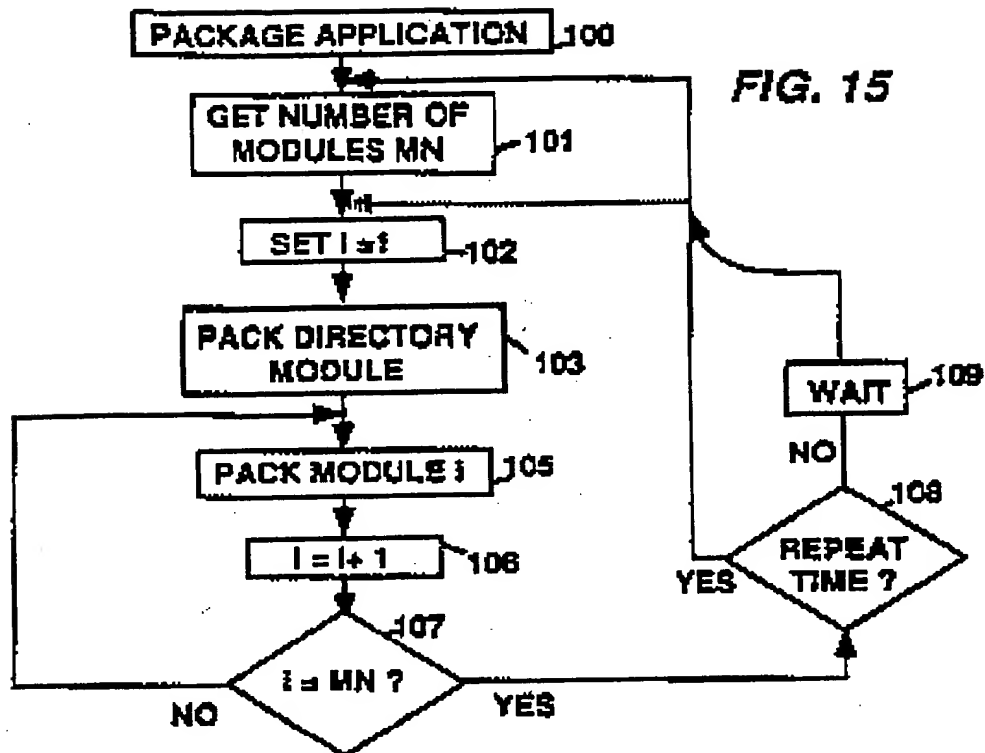 PACKAGE APPLICATION 100
FIG. 15
GET NUMBER OF
MODULES MN 101
SET I = 1 102
PACK DIRECTORY
MODULE 103
WAIT 109
NO
PACK MODULE I 105
108
REPEAT
TIME ?
YES
I = I + 1 106
107
I = MN ?
NO
YES